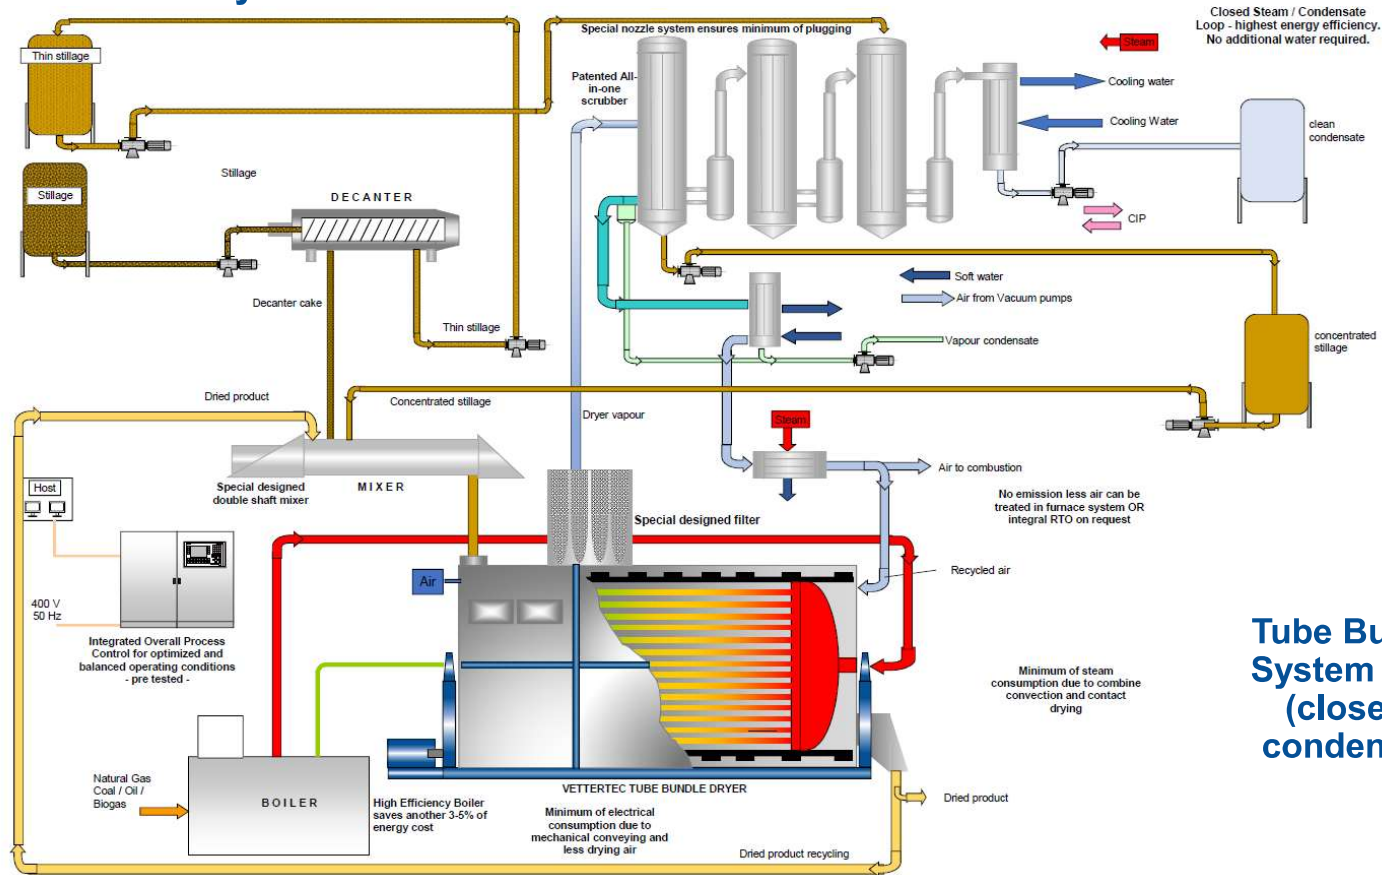 Closed Steam / Condensate
Loop - highest energy efficiency.
No additional water required.
Special nozzle system ensures minimum of plugging
Steam
Thin stillage
Patented All-
in-one
scrubber
Cooling water
Cooling Water
clean
condensate
Stillage
Stillage
DECANTER
CIP
Soft water
Air from Vacuum pumps
Decanter cake
Thin stillage
Vapour condensate
concentrated
stillage
Dried product
Concentrated stillage
Dryer vapour
Steam
Air to combustion
Special designed
double shaft mixer
MIXER
Host
No emission less air can be
treated in furnace system OR
integral RTO on request
Special designed filter
Recycled air
Air
400 V
50 Hz
Integrated Overall Process
Control for optimized and
balanced operating conditions
- pre tested -
Minimum of steam
consumption due to combine
convection and contact
drying
Tube Bu
System
(close
conden
Natural Gas
Coal / Oil /
Biogas
BOILER
High Efficiency Boiler
saves another 3-5% of
energy cost
VETTERTEC TUBE BUNDLE DRYER
Minimum of electrical
consumption due to
mechanical conveying and
less drying air
Dried product
Dried product recycling